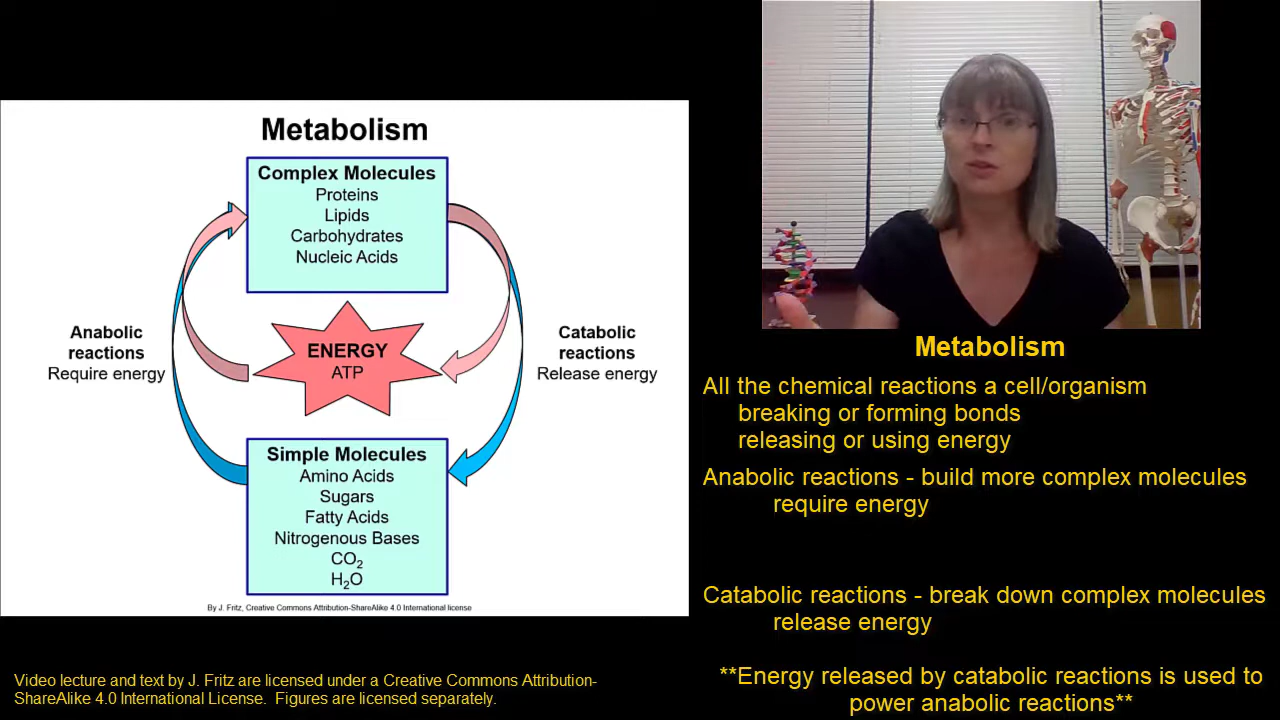 Metabolism
Complex Molecules
Proteins
Lipids
Carbohydrates
Nucleic Acids
Anabolic
reactions
Require energy
ENERGY
ATP
Catabolic
reactions
Release energy
Simple Molecules
Amino Acids
Sugars
Fatty Acids
Nitrogenous Bases
CO₂
H₂O
By J. Fritz, Creative Commons Attribution-ShareAlike 4.0 International license
Metabolism
All the chemical reactions a cell/organism
breaking or forming bonds
releasing or using energy
Anabolic reactions - build more complex molecules
require energy
Catabolic reactions - break down complex molecules
release energy
**Energy released by catabolic reactions is used to
power anabolic reactions**
Video lecture and text by J. Fritz are licensed under a Creative Commons Attribution-
ShareAlike 4.0 International License.  Figures are licensed separately.